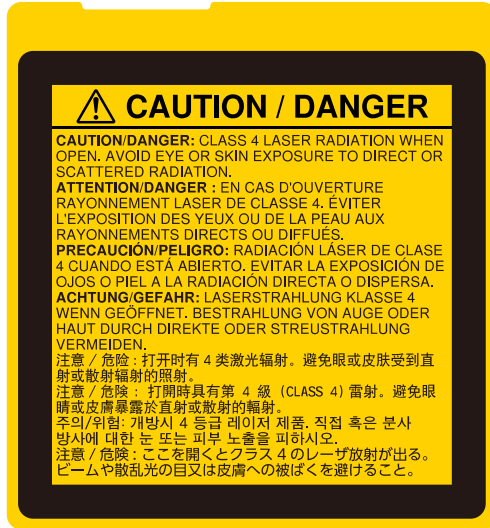 CAUTION / DANGER
CAUTION/DANGER: CLASS 4 LASER RADIATION WHEN
OPEN. AVOID EYE OR SKIN EXPOSURE TO DIRECT OR
SCATTERED RADIATION.
ATTENTION/DANGER : EN CAS D'OUVERTURE
RAYONNEMENT LASER DE CLASSE 4. ÉVITER
L'EXPOSITION DES YEUX OU DE LA PEAU AUX
RAYONNEMENTS DIRECTS OU DIFFUÉS.
PRECAUCIÓN/PELIGRO: RADIACIÓN LÁSER DE CLASE
4 CUANDO ESTÁ ABIERTO. EVITAR LA EXPOSICIÓN DE
OJOS O PIEL A LA RADIACIÓN DIRECTA O DISPERSA.
ACHTUNG/GEFAHR: LASERSTRAHLUNG KLASSE 4
WENN GEÖFFNET. BESTRAHLUNG VON AUGE ODER
HAUT DURCH DIREKTE ODER STREUSTRAHLUNG
VERMEIDEN.
注意 / 危险 : 打开时有 4 类激光辐射。避免眼或皮肤受到直
射或散射辐射的照射。
注意 / 危険 : 打開時具有第 4 級 (CLASS 4) 雷射。避免眼
睛或皮膚暴露於直射或散射的輻射。
주의/위험: 개방시 4 등급 레이저 제품. 직접 혹은 분사
방사에 대한 눈 또는 피부 노출을 피하시오.
注意 / 危険 : ここを開くとクラス 4 のレーザ放射が出る。
ビームや散乱光の目又は皮膚への被ばくを避けること。